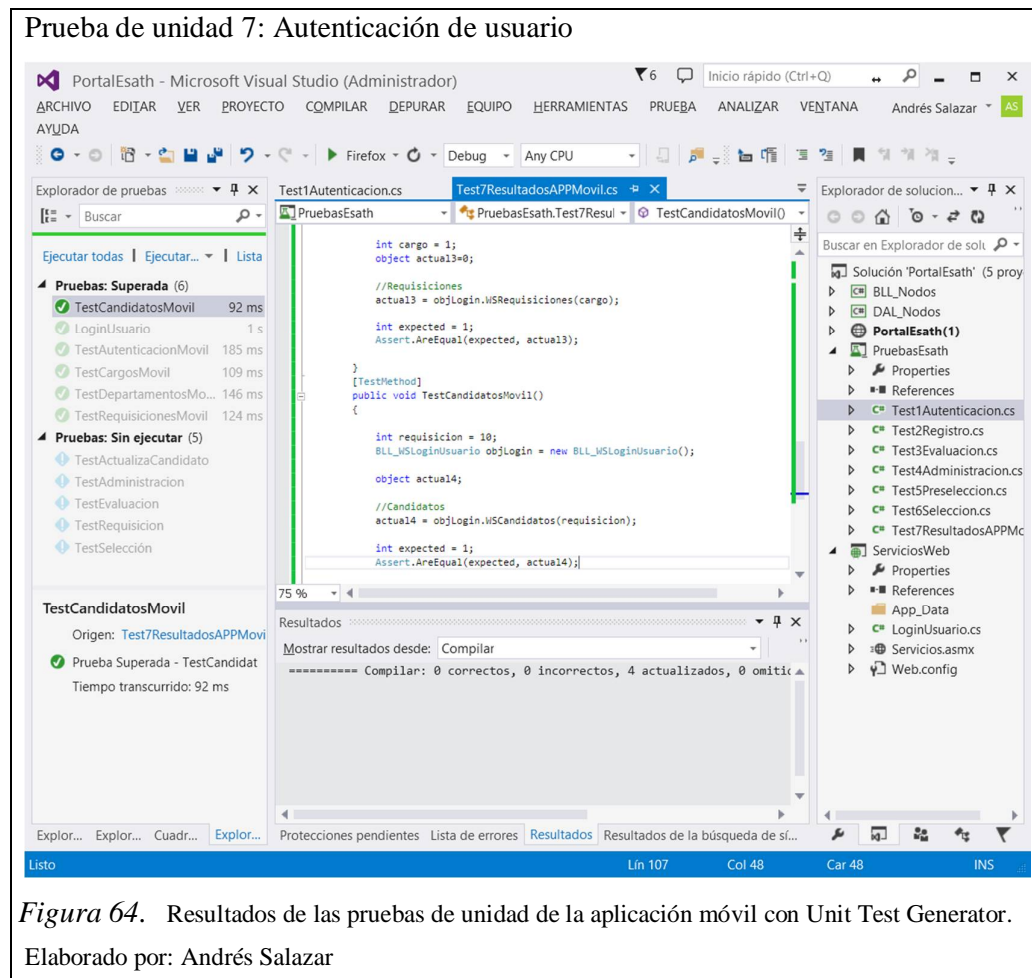 Prueba de unidad 7: Autenticación de usuario
PortalEsath - Microsoft Visual Studio (Administrador)
6
Inicio rápido (Ctrl+Q)
ARCHIVO EDITAR VER PROYECTO COMPILAR DEPURAR EQUIPO HERRAMIENTAS PRUEBA ANALIZAR VENTANA Andrés Salazar AS
AYUDA
Firefox Debug Any CPU
Explorador de pruebas
Buscar
Ejecutar todas | Ejecutar... | Lista
Pruebas: Superada (6)
TestCandidatosMovil 92 ms
LoginUsuario 1 s
TestAutenticacionMovil 185 ms
TestCargosMovil 109 ms
TestDepartamentosMo... 146 ms
TestRequisicionesMovil 124 ms
Pruebas: Sin ejecutar (5)
TestActualizaCandidato
TestAdministracion
TestEvaluacion
TestRequisicion
TestSelección
TestCandidatosMovil
Origen: Test7ResultadosAPPMovi
Prueba Superada - TestCandidat
Tiempo transcurrido: 92 ms
Explor... Explor... Cuadr... Explor...
Test1Autenticacion.cs Test7ResultadosAPPMovil.cs
PruebasEsath PruebasEsath.Test7Resul TestCandidatosMovil()
int cargo = 1;
object actual3=0;
//Requisiciones
actual3 = objLogin.WSRequisiciones(cargo);
int expected = 1;
Assert.AreEqual(expected, actual3);
}
[TestMethod]
public void TestCandidatosMovil()
{
int requisicion = 10;
BLL_WSLoginUsuario objLogin = new BLL_WSLoginUsuario();
object actual4;
//Candidatos
actual4 = objLogin.WSCandidatos(requisicion);
int expected = 1;
Assert.AreEqual(expected, actual4);
75 %
Resultados
Mostrar resultados desde: Compilar
========== Compilar: 0 correctos, 0 incorrectos, 4 actualizados, 0 omitic
Protecciones pendientes Lista de errores Resultados Resultados de la búsqueda de sí...
Explorador de solucion...
Buscar en Explorador de solu
Solución 'PortalEsath' (5 proy
BLL_Nodos
DAL_Nodos
PortalEsath(1)
PruebasEsath
Properties
References
Test1Autenticacion.cs
Test2Registro.cs
Test3Evaluacion.cs
Test4Administracion.cs
Test5Preseleccion.cs
Test6Seleccion.cs
Test7ResultadosAPPMo
ServiciosWeb
Properties
References
App_Data
LoginUsuario.cs
Servicios.asmx
Web.config
Listo Lín 107 Col 48 Car 48 INS
Figura 64. Resultados de las pruebas de unidad de la aplicación móvil con Unit Test Generator.
Elaborado por: Andrés Salazar